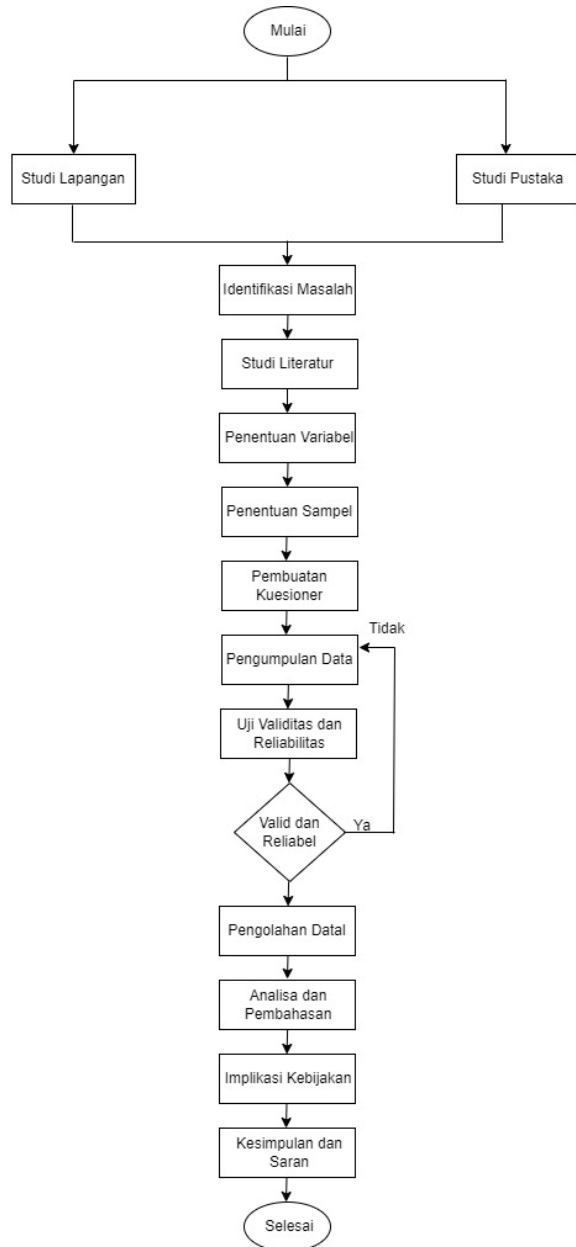 Mulai
Studi Lapangan
Studi Pustaka
Identifikasi Masalah
Studi Literatur
Penentuan Variabel
Penentuan Sampel
Pembuatan
Kuesioner
Tidak
Pengumpulan Data
Uji Validitas dan
Reliabilitas
Valid dan
Reliabel
Ya
Pengolahan Datal
Analisa dan
Pembahasan
Implikasi Kebijakan
Kesimpulan dan
Saran
Selesai